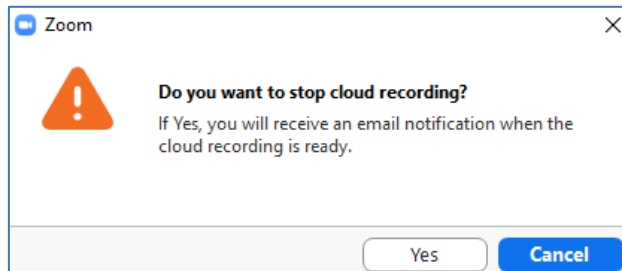 Zoom
Do you want to stop cloud recording?
If Yes, you will receive an email notification when the
cloud recording is ready.
Yes
Cancel